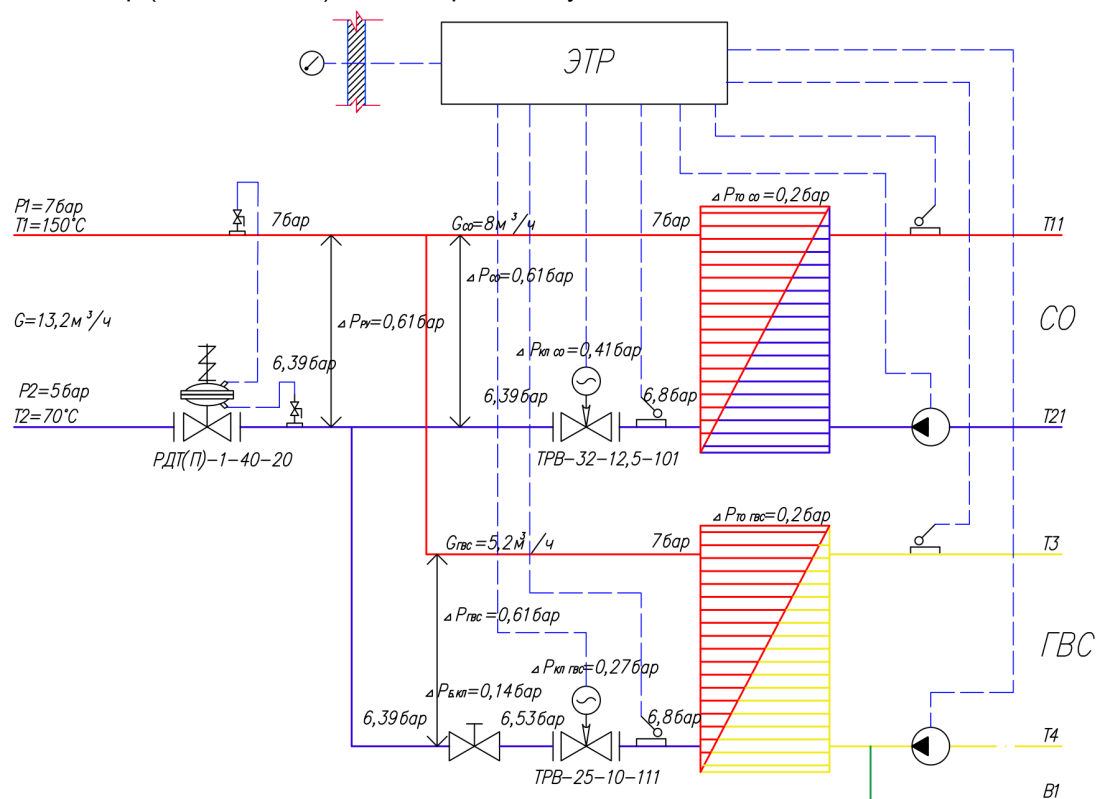 ЭТР
P1=7бар
T1=150°C
7бар
Gсо=8м³/ч
7бар
△Pто со=0,2бар
T11
△Pсо=0,61бар
G=13,2м³/ч
△Pру=0,61бар
СО
△Pкл со=0,41бар
6,39бар
P2=5бар
6,39бар
6,8бар
T2=70°C
T21
РДТ(П)-1-40-20
ТРВ-32-12,5-101
△Pто гвс=0,2бар
Gгвс=5,2м³/ч
7бар
T3
△Pгвс=0,61бар
ГВС
△Pкл гвс=0,27бар
△Pб.кл=0,14бар
6,39бар
6,53бар
6,8бар
T4
ТРВ-25-10-111
B1